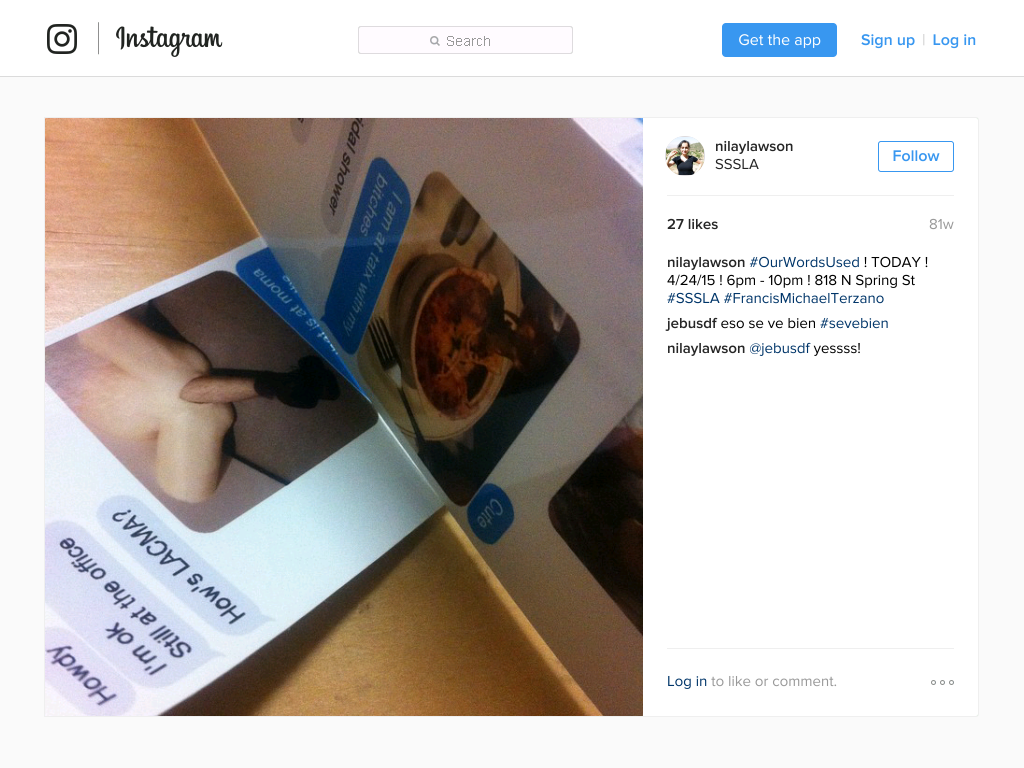 Instagram
Search
Get the app
Sign up | Log in
nilaylawson
SSSLA
Follow
27 likes
81w
nilaylawson #OurWordsUsed ! TODAY !
4/24/15 ! 6pm - 10pm ! 818 N Spring St
#SSSLA #FrancisMichaelTerzano
jebusdf eso se ve bien #sevebien
nilaylawson @jebusdf yessss!
Log in to like or comment.
shower
I am at talk with my
bitches
is at moma
Cute
How's LACMA?
Still at the office
I'm ok
Howdy